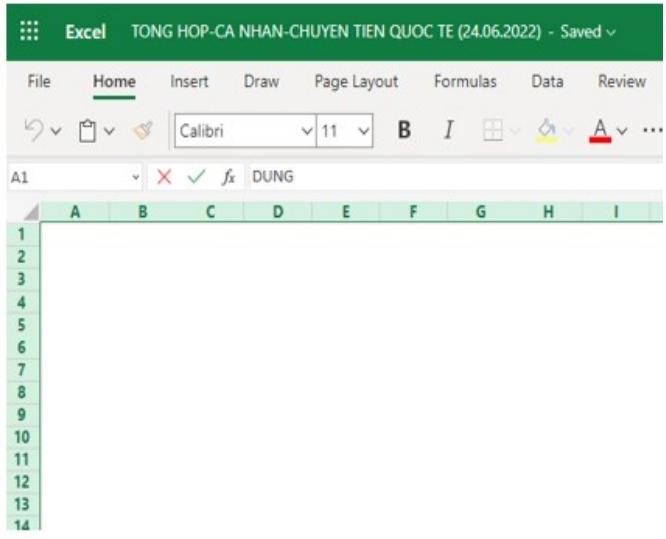 Excel TONG HOP-CA NHAN-CHUYEN TIEN QUOC TE (24.06.2022) - Saved
File Home Insert Draw Page Layout Formulas Data Review
Calibri 11 B I A ...
A1 fx DUNG
A B C D E F G H I
1
2
3
4
5
6
7
8
9
10
11
12
13
14